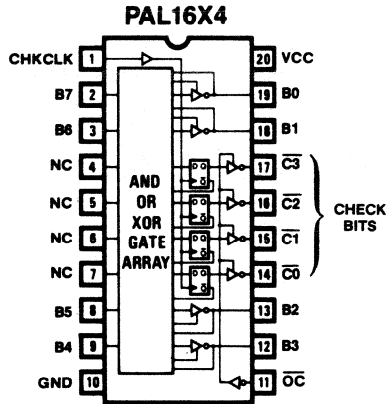 PAL16X4
CHKCLK 1 20 VCC
B7 2 19 B0
B6 3 18 B1
NC 4 17 C3
NC 5 16 C2
NC 6 15 C1
NC 7 14 C0
B5 8 13 B2
B4 9 12 B3
GND 10 11 OC
AND
OR
XOR
GATE
ARRAY
CHECK
BITS